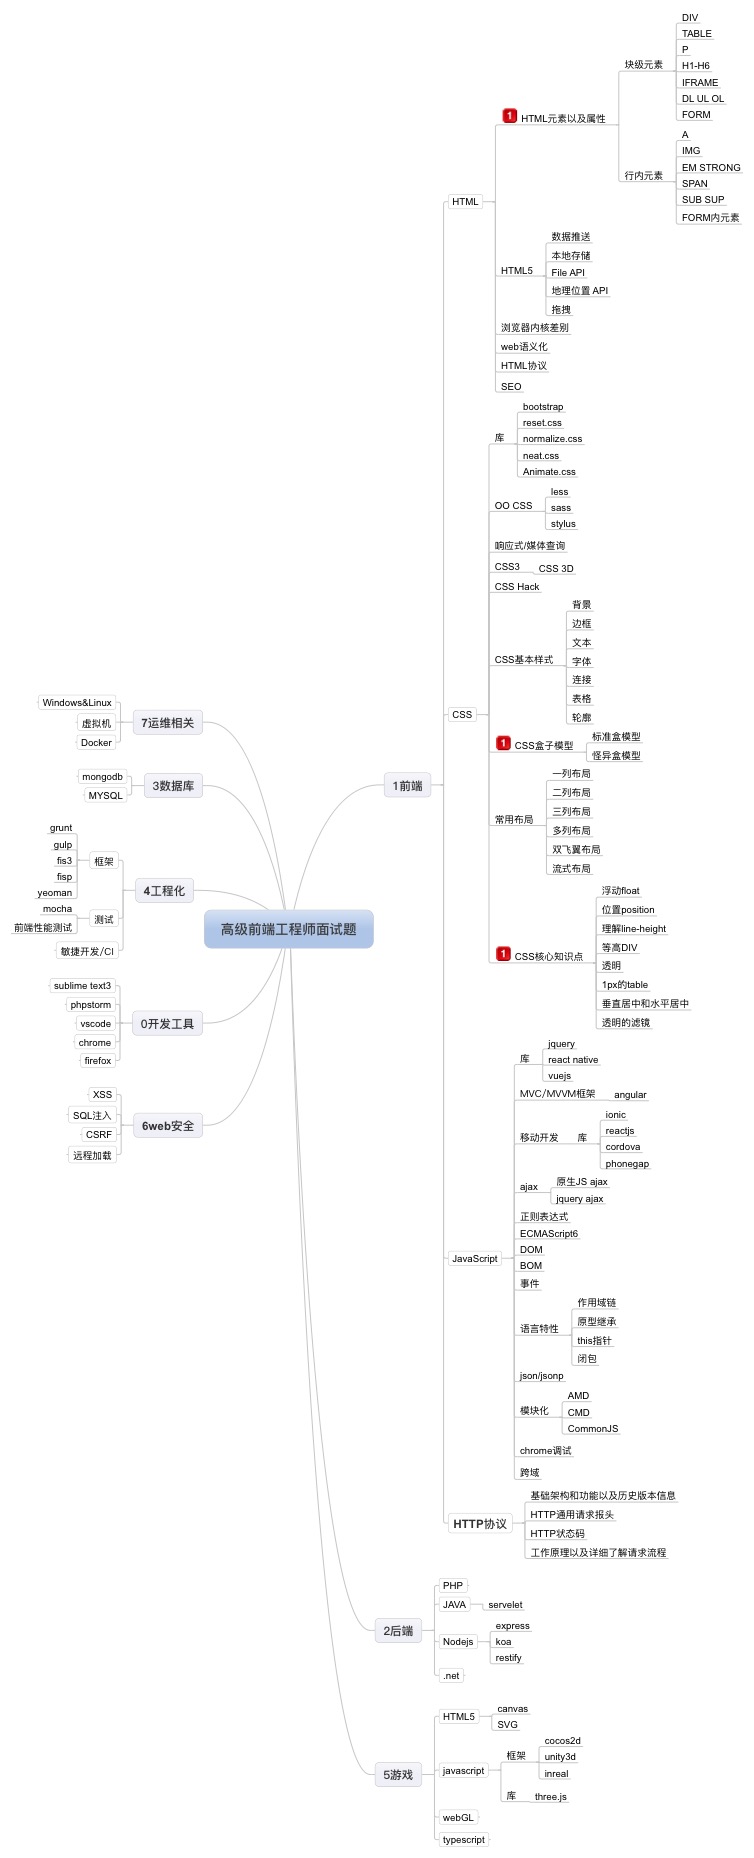 高级前端工程师面试题
1前端
HTML
1
HTML元素以及属性
块级元素
DIV
TABLE
P
H1-H6
IFRAME
DL UL OL
FORM
行内元素
A
IMG
EM STRONG
SPAN
SUB SUP
FORM内元素
HTML5
数据推送
本地存储
File API
地理位置 API
拖拽
浏览器内核差别
web语义化
HTML协议
SEO
CSS
库
bootstrap
reset.css
normalize.css
neat.css
Animate.css
OO CSS
less
sass
stylus
响应式/媒体查询
CSS3
CSS 3D
CSS Hack
CSS基本样式
背景
边框
文本
字体
连接
表格
轮廓
1
CSS盒子模型
标准盒模型
怪异盒模型
常用布局
一列布局
二列布局
三列布局
多列布局
双飞翼布局
流式布局
1
CSS核心知识点
浮动float
位置position
理解line-height
等高DIV
透明
1px的table
垂直居中和水平居中
透明的滤镜
JavaScript
库
jquery
react native
vuejs
MVC/MVVM框架
angular
移动开发
库
ionic
reactjs
cordova
phonegap
ajax
原生JS ajax
jquery ajax
正则表达式
ECMAScript6
DOM
BOM
事件
语言特性
作用域链
原型继承
this指针
闭包
json/jsonp
模块化
AMD
CMD
CommonJS
chrome调试
跨域
HTTP协议
基础架构和功能以及历史版本信息
HTTP通用请求报头
HTTP状态码
工作原理以及详细了解请求流程
2后端
PHP
JAVA
servelet
Nodejs
express
koa
restify
.net
5游戏
HTML5
canvas
SVG
javascript
框架
cocos2d
unity3d
inreal
库
three.js
webGL
typescript
7运维相关
Windows&Linux
虚拟机
Docker
3数据库
mongodb
MYSQL
4工程化
框架
grunt
gulp
fis3
fisp
yeoman
测试
mocha
前端性能测试
敏捷开发/CI
0开发工具
sublime text3
phpstorm
vscode
chrome
firefox
6web安全
XSS
SQL注入
CSRF
远程加载